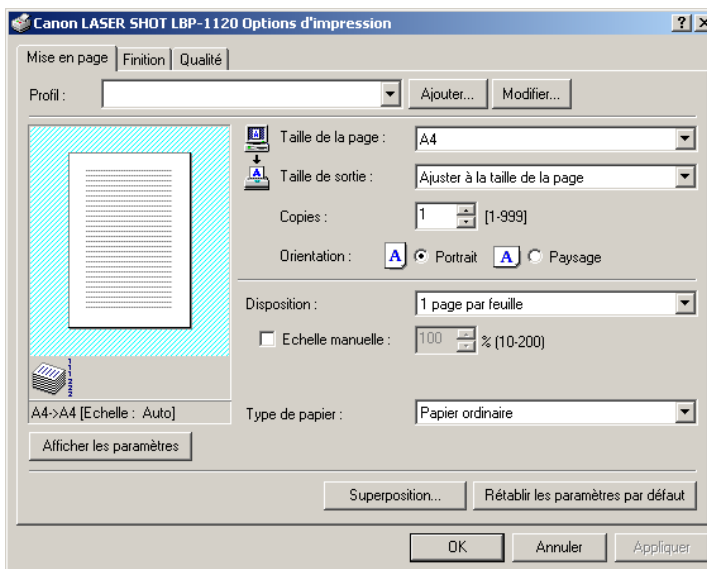 Canon LASER SHOT LBP-1120 Options d'impression
Mise en page Finition Qualité
Profil : Ajouter... Modifier...
Taille de la page : A4
Taille de sortie : Ajuster à la taille de la page
Copies : 1 [1-999]
Orientation : A Portrait A Paysage
Disposition : 1 page par feuille
Echelle manuelle : 100 % (10-200)
A4->A4 [Echelle : Auto]
Type de papier : Papier ordinaire
Afficher les paramètres
Superposition... Rétablir les paramètres par défaut
OK Annuler Appliquer